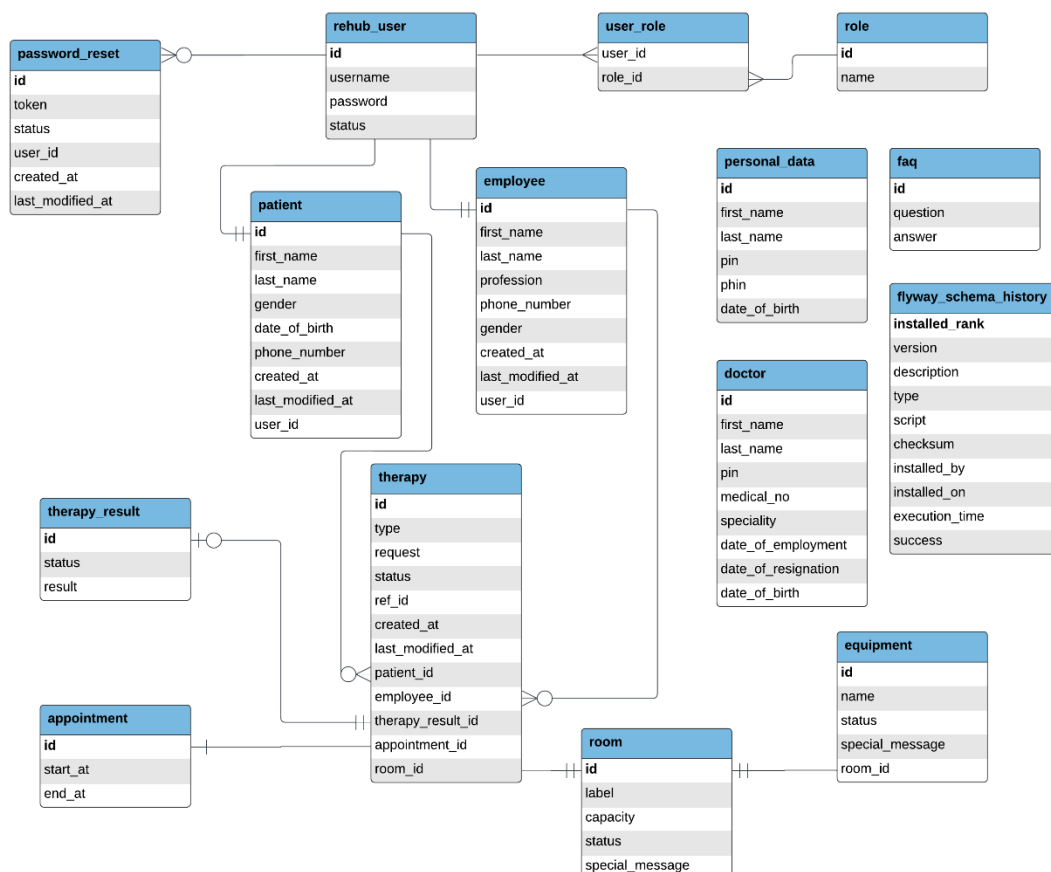 rehub_user
id
username
password
status
user_role
user_id
role_id
role
id
name
password_reset
id
token
status
user_id
created_at
last_modified_at
patient
id
first_name
last_name
gender
date_of_birth
phone_number
created_at
last_modified_at
user_id
employee
id
first_name
last_name
profession
phone_number
gender
created_at
last_modified_at
user_id
personal_data
id
first_name
last_name
pin
phin
date_of_birth
faq
id
question
answer
flyway_schema_history
installed_rank
version
description
type
script
checksum
installed_by
installed_on
execution_time
success
doctor
id
first_name
last_name
pin
medical_no
speciality
date_of_employment
date_of_resignation
date_of_birth
therapy
id
type
request
status
ref_id
created_at
last_modified_at
patient_id
employee_id
therapy_result_id
appointment_id
room_id
therapy_result
id
status
result
appointment
id
start_at
end_at
room
id
label
capacity
status
special_message
equipment
id
name
status
special_message
room_id